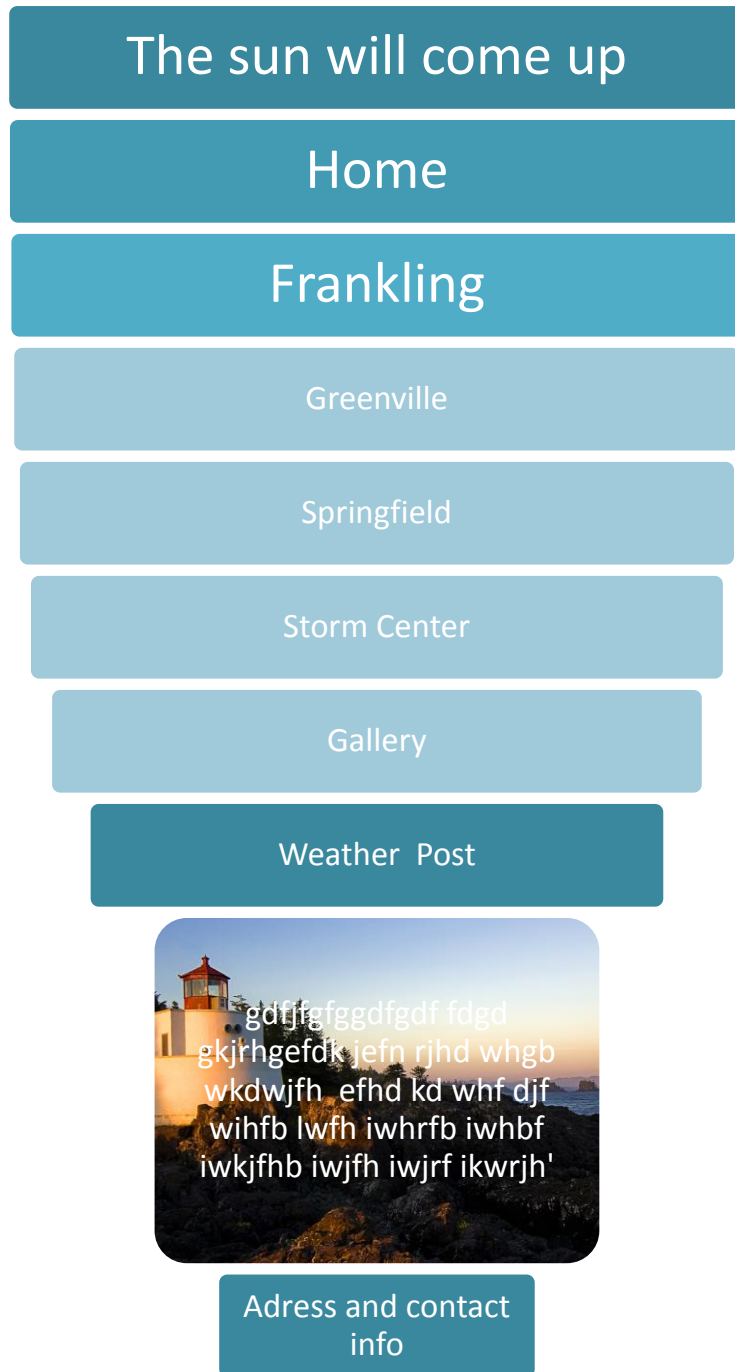 The sun will come up
Home
Frankling
Greenville
Springfield
Storm Center
Gallery
Weather  Post
gdfjfgfggdfgdf fdgd
gkjrhgefdk jefn rjhd whgb
wkdwjfh  efhd kd whf djf
wihfb lwfh iwhrfb iwhbf
iwkjfhb iwjfh iwjrf ikwrjh'
Adress and contact
info